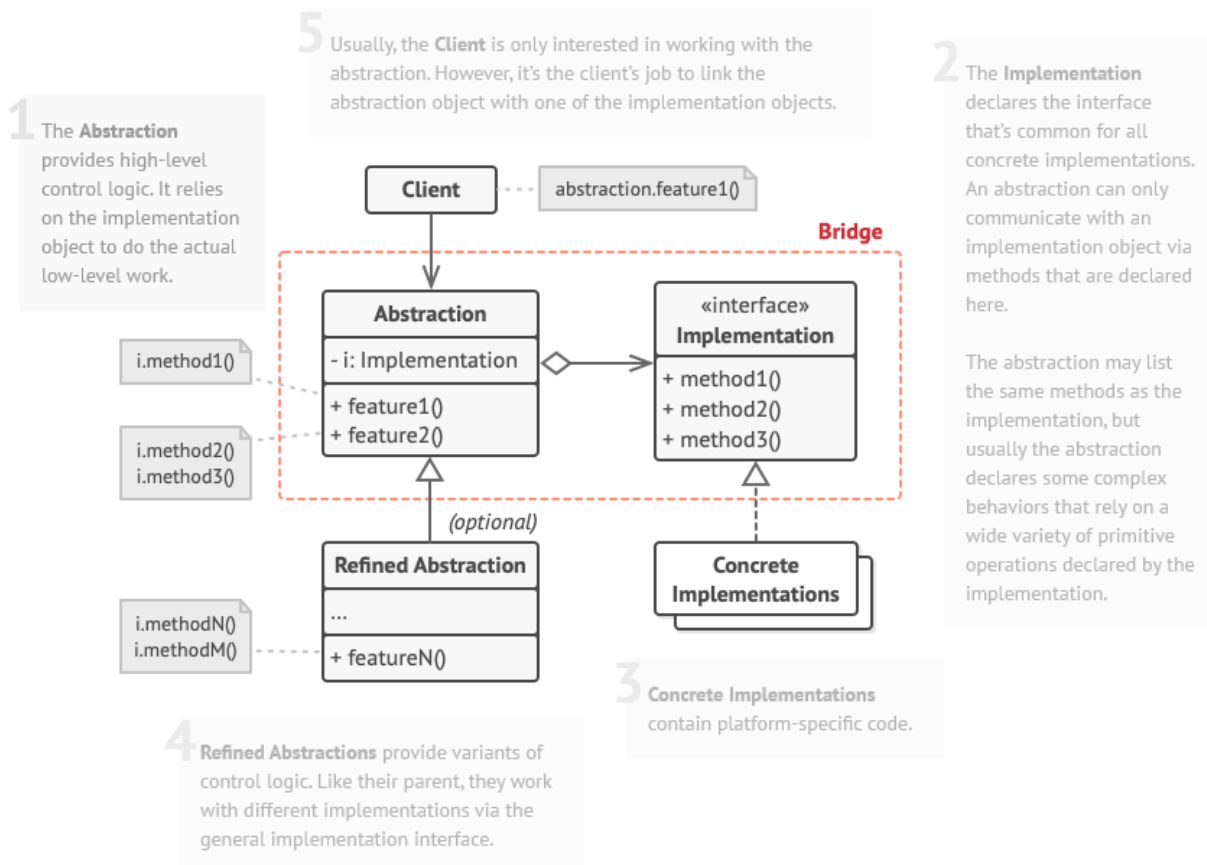 5
Usually, the Client is only interested in working with the
abstraction. However, it's the client's job to link the
abstraction object with one of the implementation objects.
1
The Abstraction
provides high-level
control logic. It relies
on the implementation
object to do the actual
low-level work.
2
The Implementation
declares the interface
that's common for all
concrete implementations.
An abstraction can only
communicate with an
implementation object via
methods that are declared
here.
The abstraction may list
the same methods as the
implementation, but
usually the abstraction
declares some complex
behaviors that rely on a
wide variety of primitive
operations declared by the
implementation.
Client
abstraction.feature1()
Bridge
Abstraction
- i: Implementation
+ feature1()
+ feature2()
«interface»
Implementation
+ method1()
+ method2()
+ method3()
i.method1()
i.method2()
i.method3()
(optional)
Refined Abstraction
...
+ featureN()
Concrete
Implementations
i.methodN()
i.methodM()
3
Concrete Implementations
contain platform-specific code.
4
Refined Abstractions provide variants of
control logic. Like their parent, they work
with different implementations via the
general implementation interface.